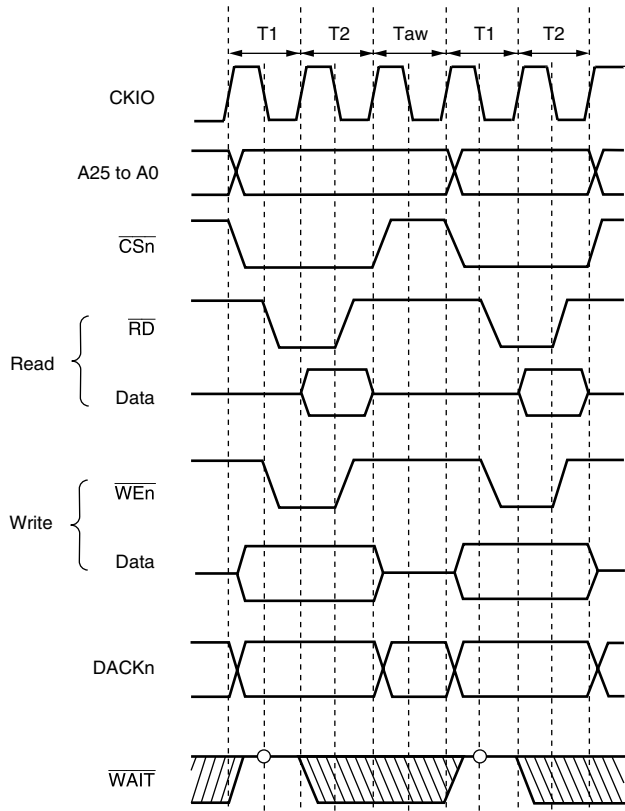 T1 T2 Taw T1 T2
CKIO
A25 to A0
CSn
RD
Read
Data
WEn
Write
Data
DACKn
WAIT